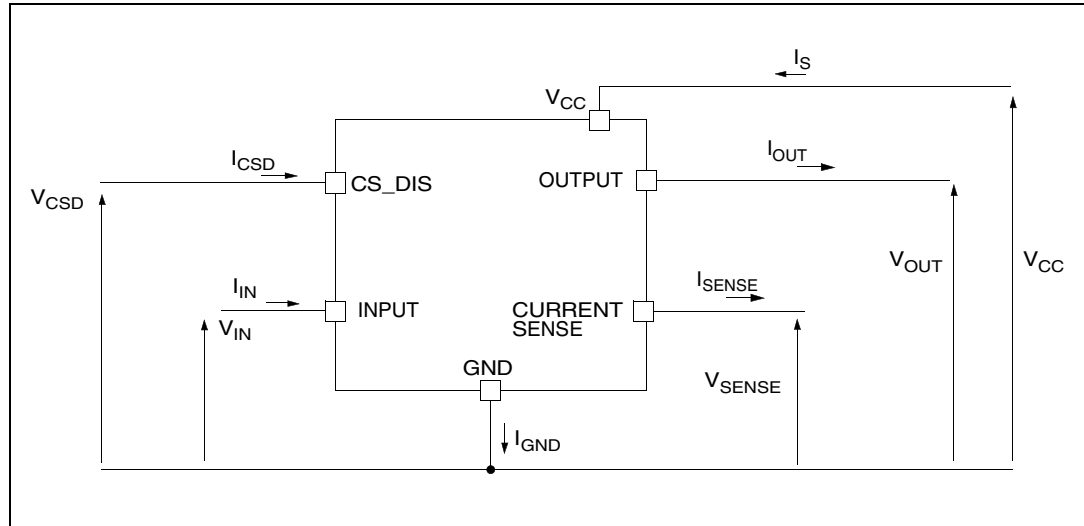 I_S
V_CC
I_CSD
I_OUT
CS_DIS
OUTPUT
V_CSD
V_OUT
V_CC
I_IN
I_SENSE
INPUT
CURRENT
SENSE
V_IN
GND
V_SENSE
I_GND